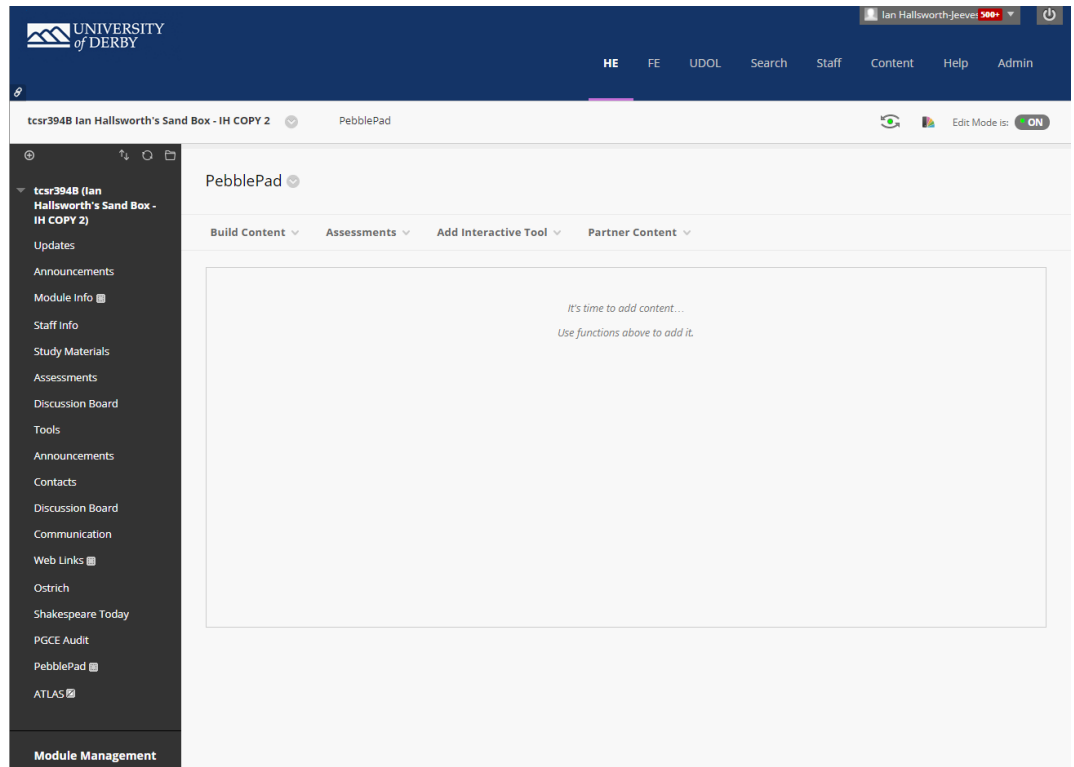 UNIVERSITY
of DERBY
Ian Hallsworth-Jeeves 500+
HE FE UDOL Search Staff Content Help Admin
tcsr394B Ian Hallsworth's Sand Box - IH COPY 2 PebblePad Edit Mode is: ON
tcsr394B (Ian
Hallsworth's Sand Box -
IH COPY 2)
Updates
Announcements
Module Info
Staff Info
Study Materials
Assessments
Discussion Board
Tools
Announcements
Contacts
Discussion Board
Communication
Web Links
Ostrich
Shakespeare Today
PGCE Audit
PebblePad
ATLAS
Module Management
PebblePad
Build Content Assessments Add Interactive Tool Partner Content
It's time to add content...
Use functions above to add it.